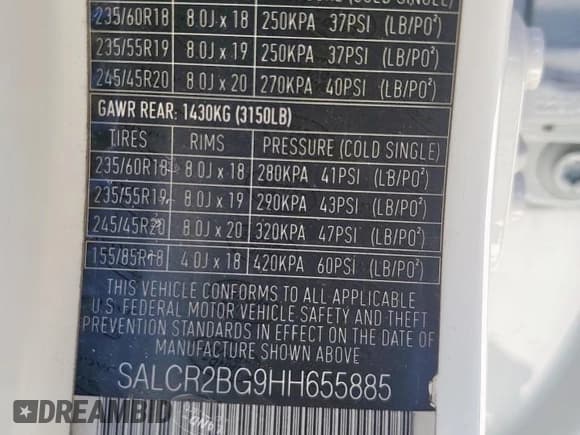 235/60R18 8.0J x 18 250KPA 37PSI (LB/PO²)
235/55R19 8.0J x 19 250KPA 37PSI (LB/PO²)
245/45R20 8.0J x 20 270KPA 40PSI (LB/PO²)
GAWR REAR: 1430KG (3150LB)
TIRES RIMS PRESSURE (COLD SINGLE)
235/60R18 8.0J x 18 280KPA 41PSI (LB/PO²)
235/55R19 8.0J x 19 290KPA 43PSI (LB/PO²)
245/45R20 8.0J x 20 320KPA 47PSI (LB/PO²)
155/85R18 4.0J x 18 420KPA 60PSI (LB/PO²)
THIS VEHICLE CONFORMS TO ALL APPLICABLE
U.S. FEDERAL MOTOR VEHICLE SAFETY AND THEFT
PREVENTION STANDARDS IN EFFECT ON THE DATE OF
MANUFACTURE SHOWN ABOVE
SALCR2BG9HH655885
DREAMBID